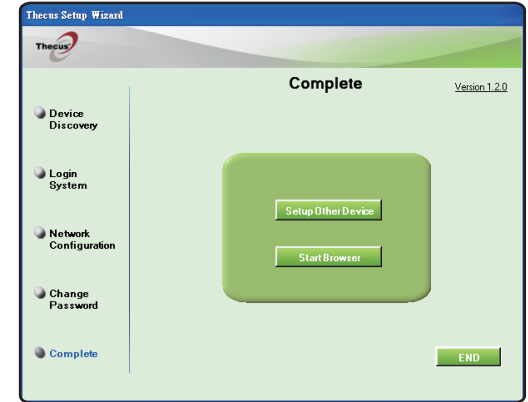 Thecus Setup Wizard
Thecus
Complete
Version 1.2.0
Device
Discovery
Login
System
Network
Configuration
Change
Password
Complete
Setup Other Device
Start Browser
END